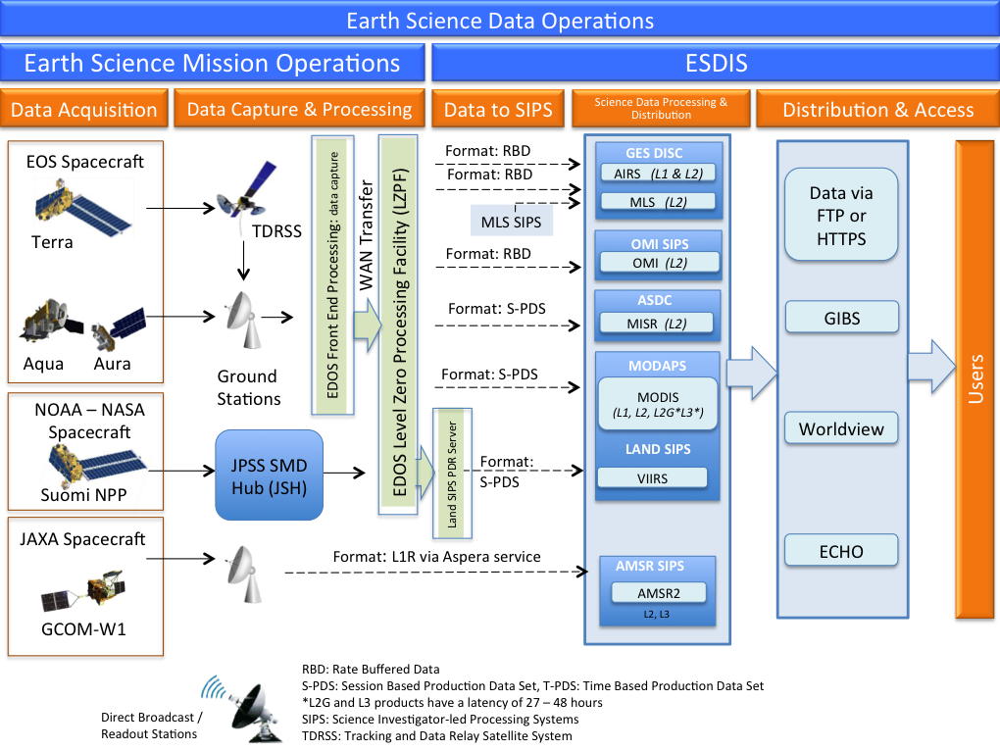 Earth Science Data Operations
Earth Science Mission Operations
ESDIS
Data Acquisition
Data Capture & Processing
Data to SIPS
Science Data Processing &
Distribution
Distribution & Access
EOS Spacecraft
Terra
Aqua
Aura
NOAA – NASA
Spacecraft
Suomi NPP
JAXA Spacecraft
GCOM-W1
TDRSS
Ground
Stations
JPSS SMD
Hub (JSH)
EDOS Front End Processing: data capture
WAN Transfer
EDOS Level Zero Processing Facility (LZPF)
Land SIPS PDR Server
Format: RBD
Format: RBD
MLS SIPS
Format: RBD
Format: S-PDS
Format: S-PDS
Format:
S-PDS
Format: L1R via Aspera service
GES DISC
AIRS (L1 & L2)
MLS (L2)
OMI SIPS
OMI (L2)
ASDC
MISR (L2)
MODAPS
MODIS
(L1, L2, L2G*L3*)
LAND SIPS
VIIRS
AMSR SIPS
AMSR2
L2, L3
Data via
FTP or
HTTPS
GIBS
Worldview
ECHO
Users
Direct Broadcast /
Readout Stations
RBD: Rate Buffered Data
S-PDS: Session Based Production Data Set, T-PDS: Time Based Production Data Set
*L2G and L3 products have a latency of 27 – 48 hours
SIPS: Science Investigator-led Processing Systems
TDRSS: Tracking and Data Relay Satellite System